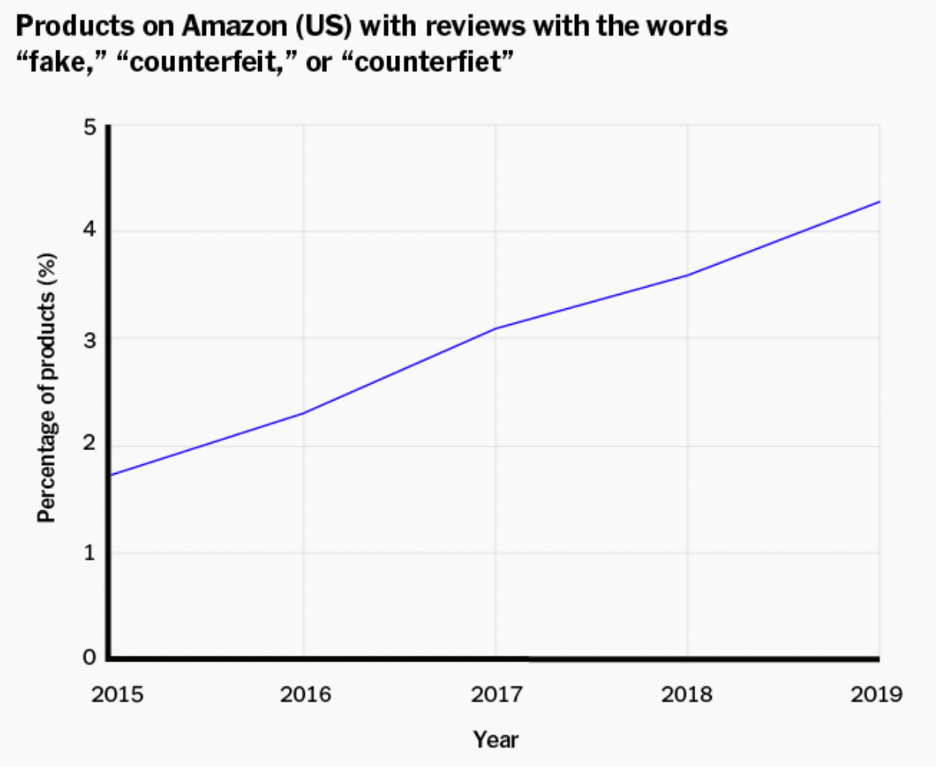 Products on Amazon (US) with reviews with the words
“fake,” “counterfeit,” or “counterfiet”
5
4
3
2
1
0
Percentage of products (%)
2015 2016 2017 2018 2019
Year